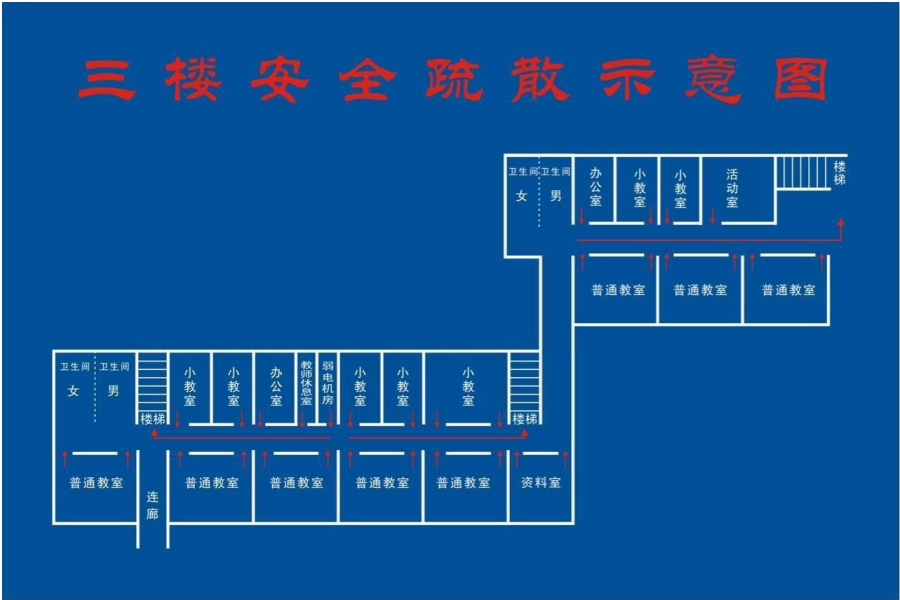 三楼安全疏散示意图
卫生间
女
卫生间
男
办公室
小教室
小教室
活动室
楼梯
普通教室
普通教室
普通教室
卫生间
女
卫生间
男
楼梯
小教室
小教室
办公室
教师休息室
弱电机房
小教室
小教室
小教室
楼梯
普通教室
连廊
普通教室
普通教室
普通教室
普通教室
资料室